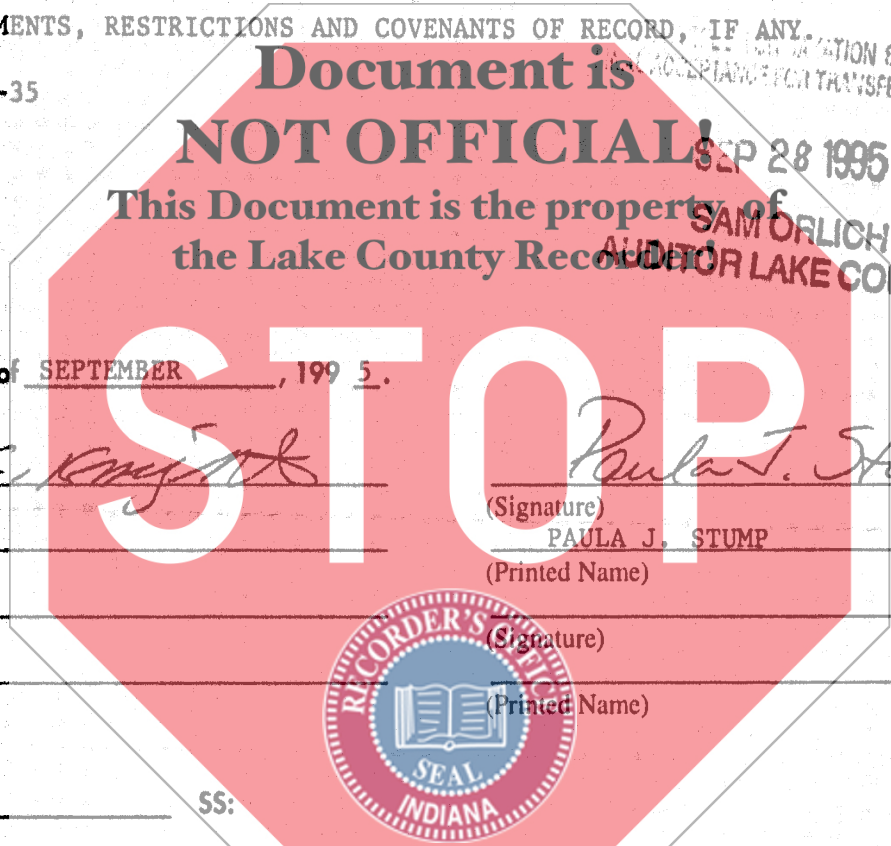 MENTS, RESTRICTIONS AND COVENANTS OF RECORD, IF ANY.
Document is
-35
NOT OFFICIAL!
SEP 28 1995
This Document is the property of
SAM ORLICH
the Lake County Recorder!
AUDITOR LAKE CO
of SEPTEMBER, 199 5.
STOP
Paula J. St
(Signature)
PAULA J. STUMP
(Printed Name)
(Signature)
(Printed Name)
RECORDER'S OFFICE
SEAL
INDIANA
SS: